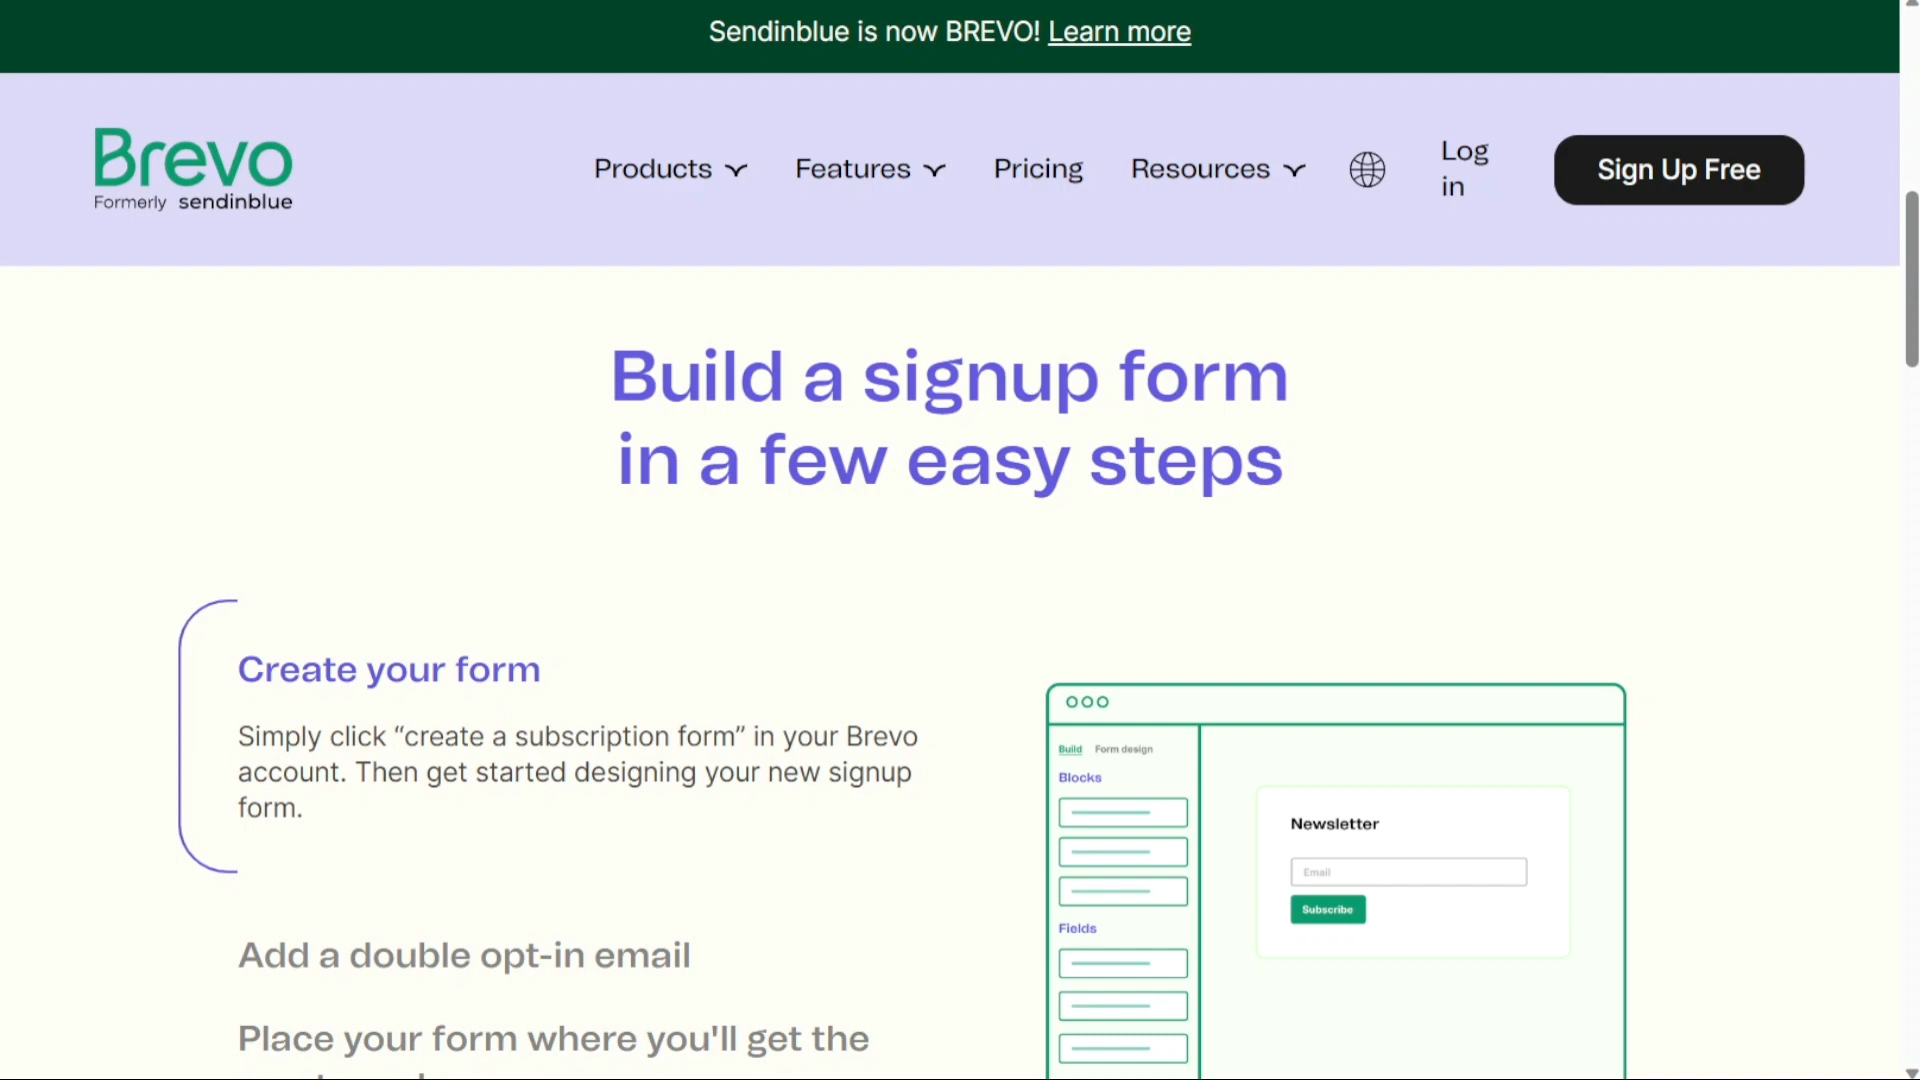 Sendinblue is now BREVO! Learn more
Brevo
Formerly sendinblue
Products
Features
Pricing
Resources
Log
in
Sign Up Free
Build a signup form
in a few easy steps
Create your form
Simply click “create a subscription form” in your Brevo
account. Then get started designing your new signup
form.
Add a double opt-in email
Place your form where you'll get the
Build Form design
Blocks
Fields
Newsletter
Email
Subscribe